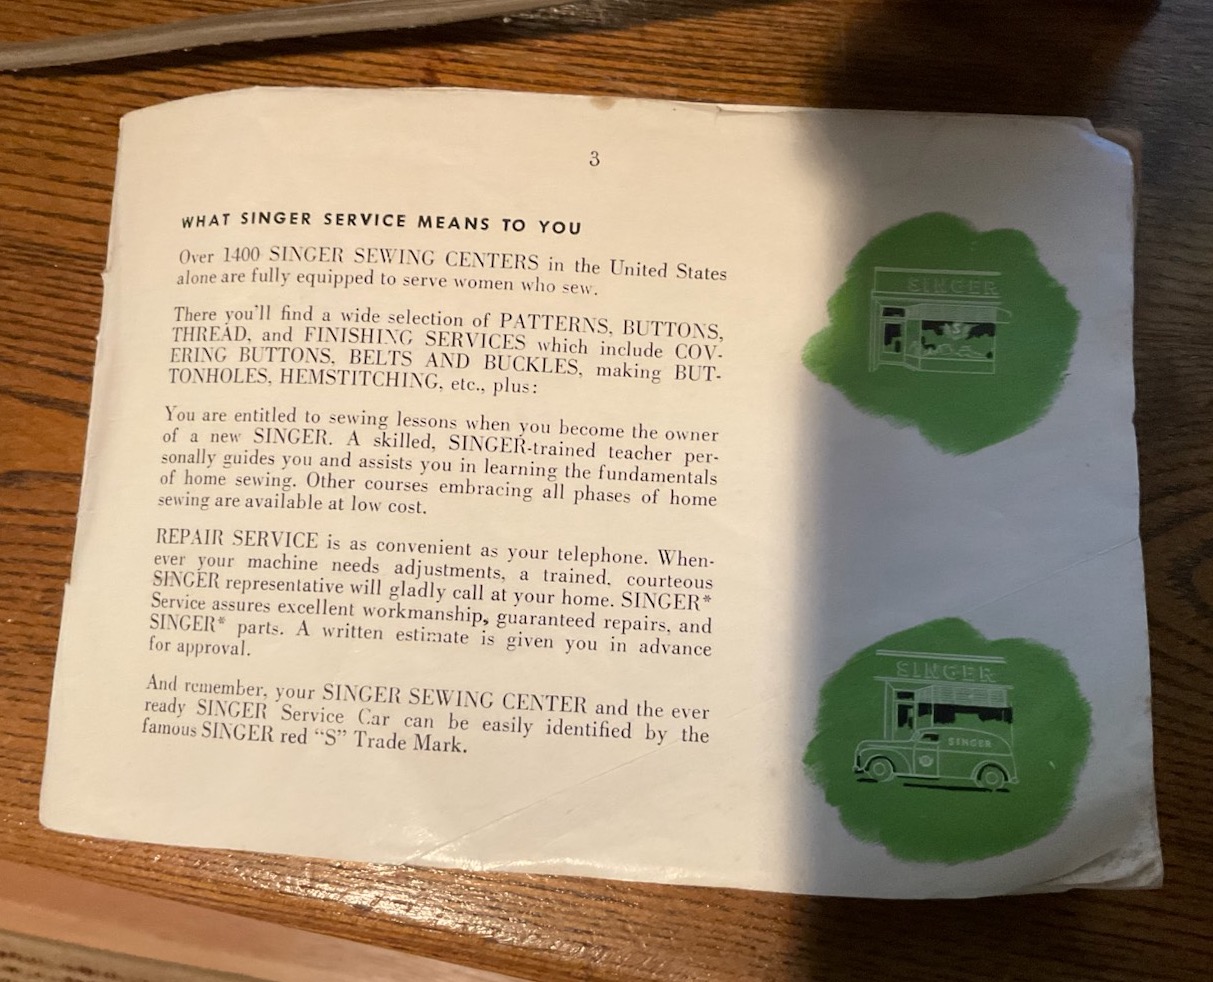 3
WHAT SINGER SERVICE MEANS TO YOU
Over 1400 SINGER SEWING CENTERS in the United States
alone are fully equipped to serve women who sew.
There you'll find a wide selection of PATTERNS, BUTTONS,
THREAD, and FINISHING SERVICES which include COV-
ERING BUTTONS, BELTS AND BUCKLES, making BUT-
TONHOLES, HEMSTITCHING, etc., plus:
You are entitled to sewing lessons when you become the owner
of a new SINGER. A skilled, SINGER-trained teacher per-
sonally guides you and assists you in learning the fundamentals
of home sewing. Other courses embracing all phases of home
sewing are available at low cost.
REPAIR SERVICE is as convenient as your telephone. When-
ever your machine needs adjustments, a trained, courteous
SINGER representative will gladly call at your home. SINGER*
Service assures excellent workmanship, guaranteed repairs, and
SINGER* parts. A written estimate is given you in advance
for approval.
And remember, your SINGER SEWING CENTER and the ever
ready SINGER Service Car can be easily identified by the
famous SINGER red “S” Trade Mark.
SINGER
S
SINGER
SINGER